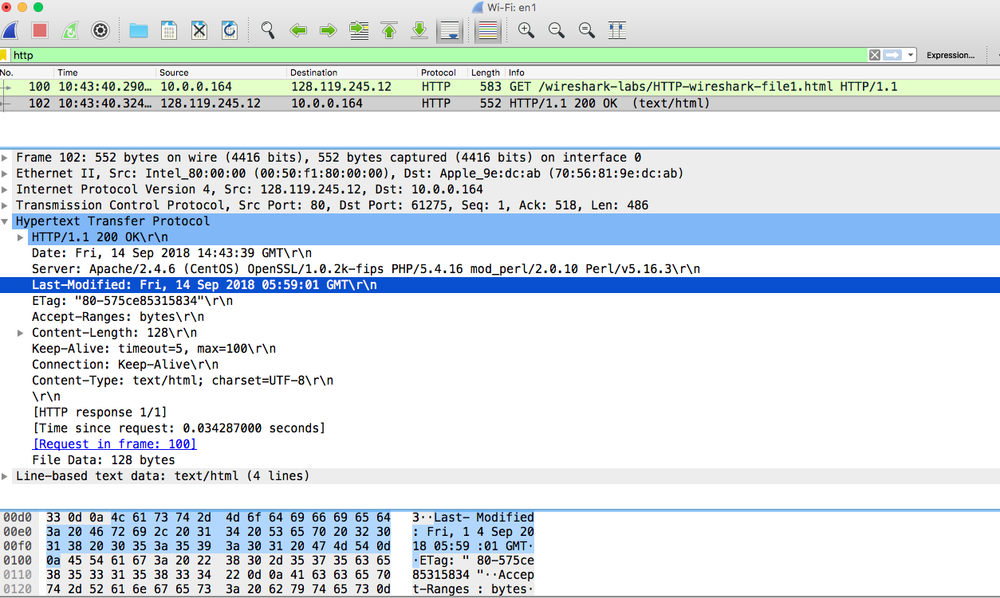 Wi-Fi: en1
http
Expression...
No. Time Source Destination Protocol Length Info
100 10:43:40.290… 10.0.0.164 128.119.245.12 HTTP 583 GET /wireshark-labs/HTTP-wireshark-file1.html HTTP/1.1
102 10:43:40.324… 128.119.245.12 10.0.0.164 HTTP 552 HTTP/1.1 200 OK (text/html)
Frame 102: 552 bytes on wire (4416 bits), 552 bytes captured (4416 bits) on interface 0
Ethernet II, Src: Intel_80:00:00 (00:50:f1:80:00:00), Dst: Apple_9e:dc:ab (70:56:81:9e:dc:ab)
Internet Protocol Version 4, Src: 128.119.245.12, Dst: 10.0.0.164
Transmission Control Protocol, Src Port: 80, Dst Port: 61275, Seq: 1, Ack: 518, Len: 486
Hypertext Transfer Protocol
HTTP/1.1 200 OK\r\n
Date: Fri, 14 Sep 2018 14:43:39 GMT\r\n
Server: Apache/2.4.6 (CentOS) OpenSSL/1.0.2k-fips PHP/5.4.16 mod_perl/2.0.10 Perl/v5.16.3\r\n
Last-Modified: Fri, 14 Sep 2018 05:59:01 GMT\r\n
ETag: "80-575ce85315834"\r\n
Accept-Ranges: bytes\r\n
Content-Length: 128\r\n
Keep-Alive: timeout=5, max=100\r\n
Connection: Keep-Alive\r\n
Content-Type: text/html; charset=UTF-8\r\n
\r\n
[HTTP response 1/1]
[Time since request: 0.034287000 seconds]
[Request in frame: 100]
File Data: 128 bytes
Line-based text data: text/html (4 lines)
00d0 33 0d 0a 4c 61 73 74 2d 4d 6f 64 69 66 69 65 64 3··Last- Modified
00e0 3a 20 46 72 69 2c 20 31 34 20 53 65 70 20 32 30 : Fri, 1 4 Sep 20
00f0 31 38 20 30 35 3a 35 39 3a 30 31 20 47 4d 54 0d 18 05:59 :01 GMT·
0100 0a 45 54 61 67 3a 20 22 38 30 2d 35 37 35 63 65 ·ETag: " 80-575ce
0110 38 35 33 31 35 38 33 34 22 0d 0a 41 63 63 65 70 85315834 "··Accep
0120 74 2d 52 61 6e 67 65 73 3a 20 62 79 74 65 73 0d t-Ranges : bytes·